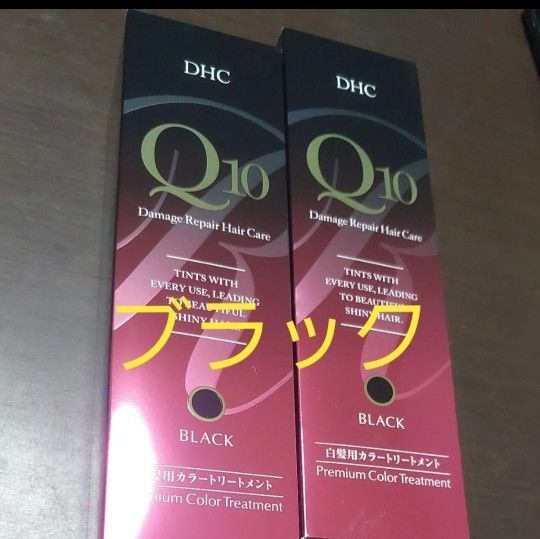 DHC
Q10
Damage Repair Hair Care
TINTS WITH
EVERY USE, LEADING
TO BEAUTIFUL
SHINY
BLACK
髪用カラートリートメント
Color Treatment
DHC
Q10
Damage Repair Hair Care
TINTS WITH
EVERY USE, LEADING
TO BEAUTIFUL
SHINY HAIR.
BLACK
白髪用カラートリートメント
Premium Color Treatment
ブラック